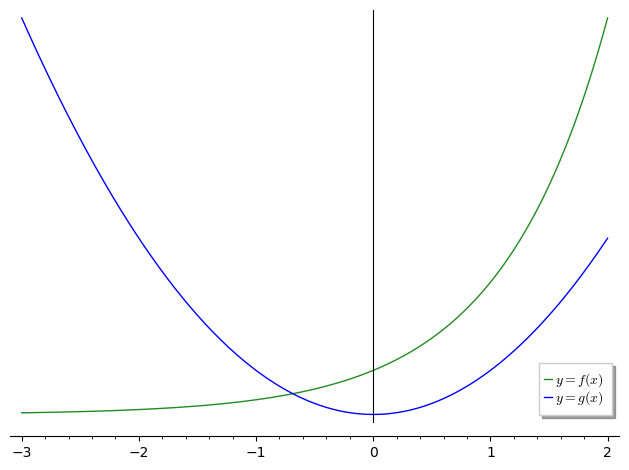 y = f(x)
y = g(x)
−3 −2 −1 0 1 2